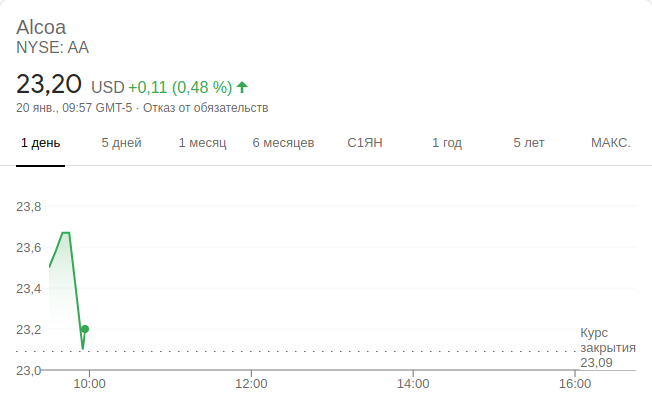 Alcoa
NYSE: AA
23,20 USD +0,11 (0,48 %)
20 янв., 09:57 GMT-5 · Отказ от обязательств
1 день 5 дней 1 месяц 6 месяцев С1ЯН 1 год 5 лет МАКС.
23,8
23,6
23,4
23,2
Курс
закрытия
23,09
23,0
10:00 12:00 14:00 16:00